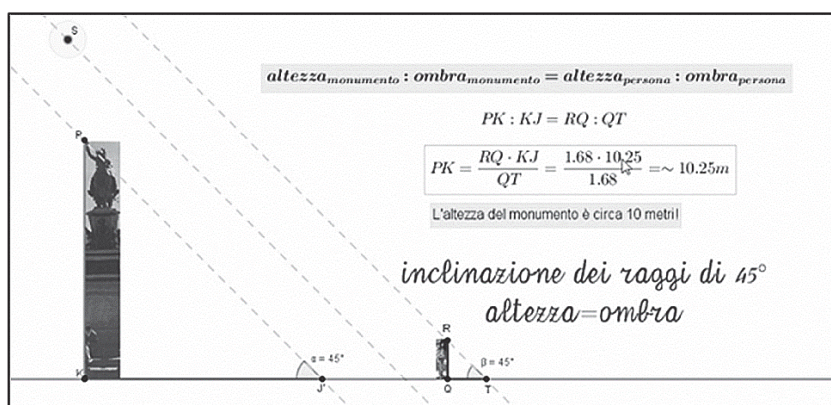 S
altezza_monumento : ombra_monumento = altezza_persona : ombra_persona
PK : KJ = RQ : QT
PK = RQ · KJ / QT = 1.68 · 10.25 / 1.68 =∼ 10.25m
L'altezza del monumento è circa 10 metri!
inclinazione dei raggi di 45°
altezza=ombra
P
R
α = 45°
β = 45°
K
J'
Q
T